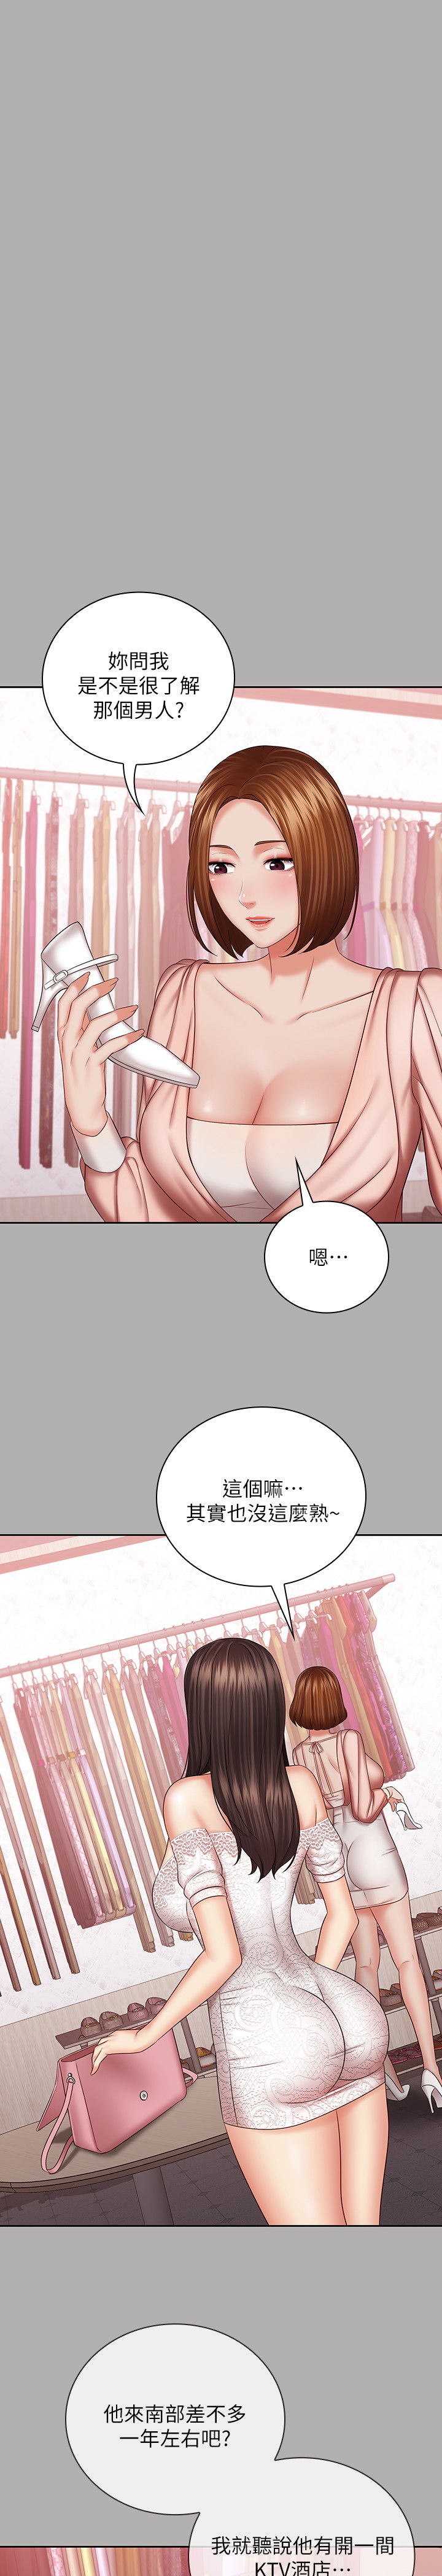 妳問我
是不是很了解
那個男人?
嗯…
這個嘛…
其實也沒這麼熟~
他來南部差不多
一年左右吧?
我就聽說他有開一間
KTV酒店…